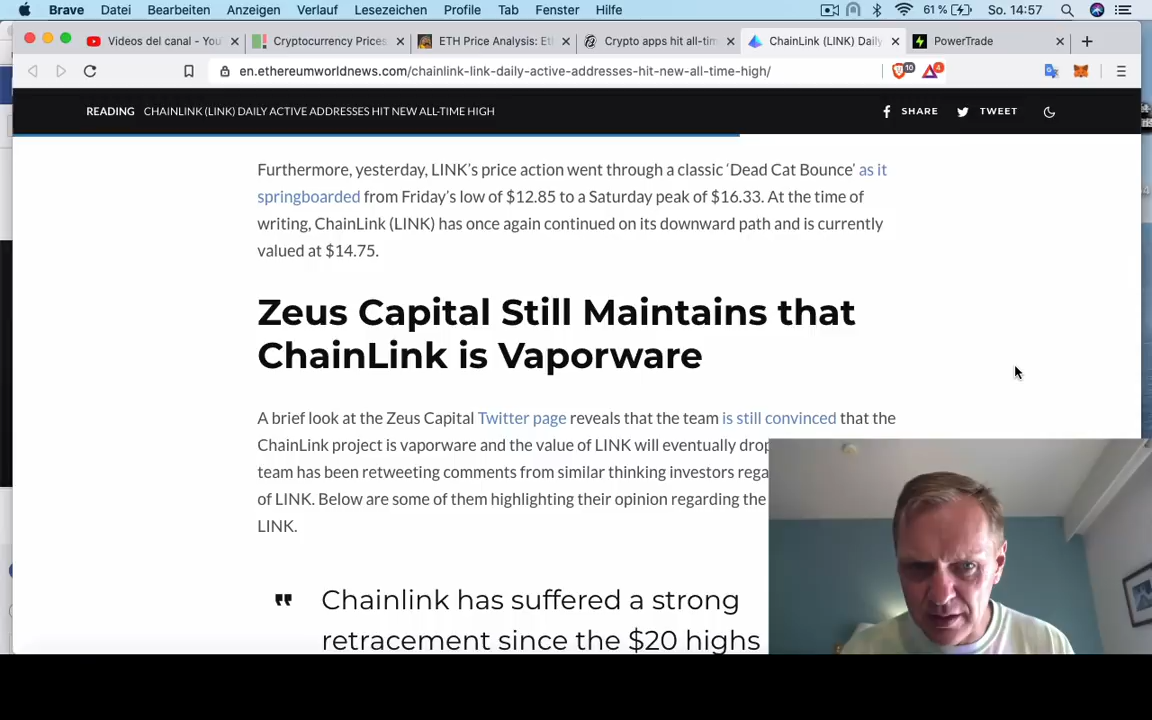 Brave Datei Bearbeiten Anzeigen Verlauf Lesezeichen Profile Tab Fenster Hilfe 61 % So. 14:57
Videos del canal - You Cryptocurrency Prices ETH Price Analysis: Et Crypto apps hit all-tim ChainLink (LINK) Daily PowerTrade
en.ethereumworldnews.com/chainlink-link-daily-active-addresses-hit-new-all-time-high/ 10 4
READING CHAINLINK (LINK) DAILY ACTIVE ADDRESSES HIT NEW ALL-TIME HIGH SHARE TWEET
Furthermore, yesterday, LINK's price action went through a classic 'Dead Cat Bounce' as it
springboarded from Friday's low of $12.85 to a Saturday peak of $16.33. At the time of
writing, ChainLink (LINK) has once again continued on its downward path and is currently
valued at $14.75.
Zeus Capital Still Maintains that
ChainLink is Vaporware
A brief look at the Zeus Capital Twitter page reveals that the team is still convinced that the
ChainLink project is vaporware and the value of LINK will eventually drop
team has been retweeting comments from similar thinking investors rega
of LINK. Below are some of them highlighting their opinion regarding the
LINK.
" Chainlink has suffered a strong
retracement since the $20 highs